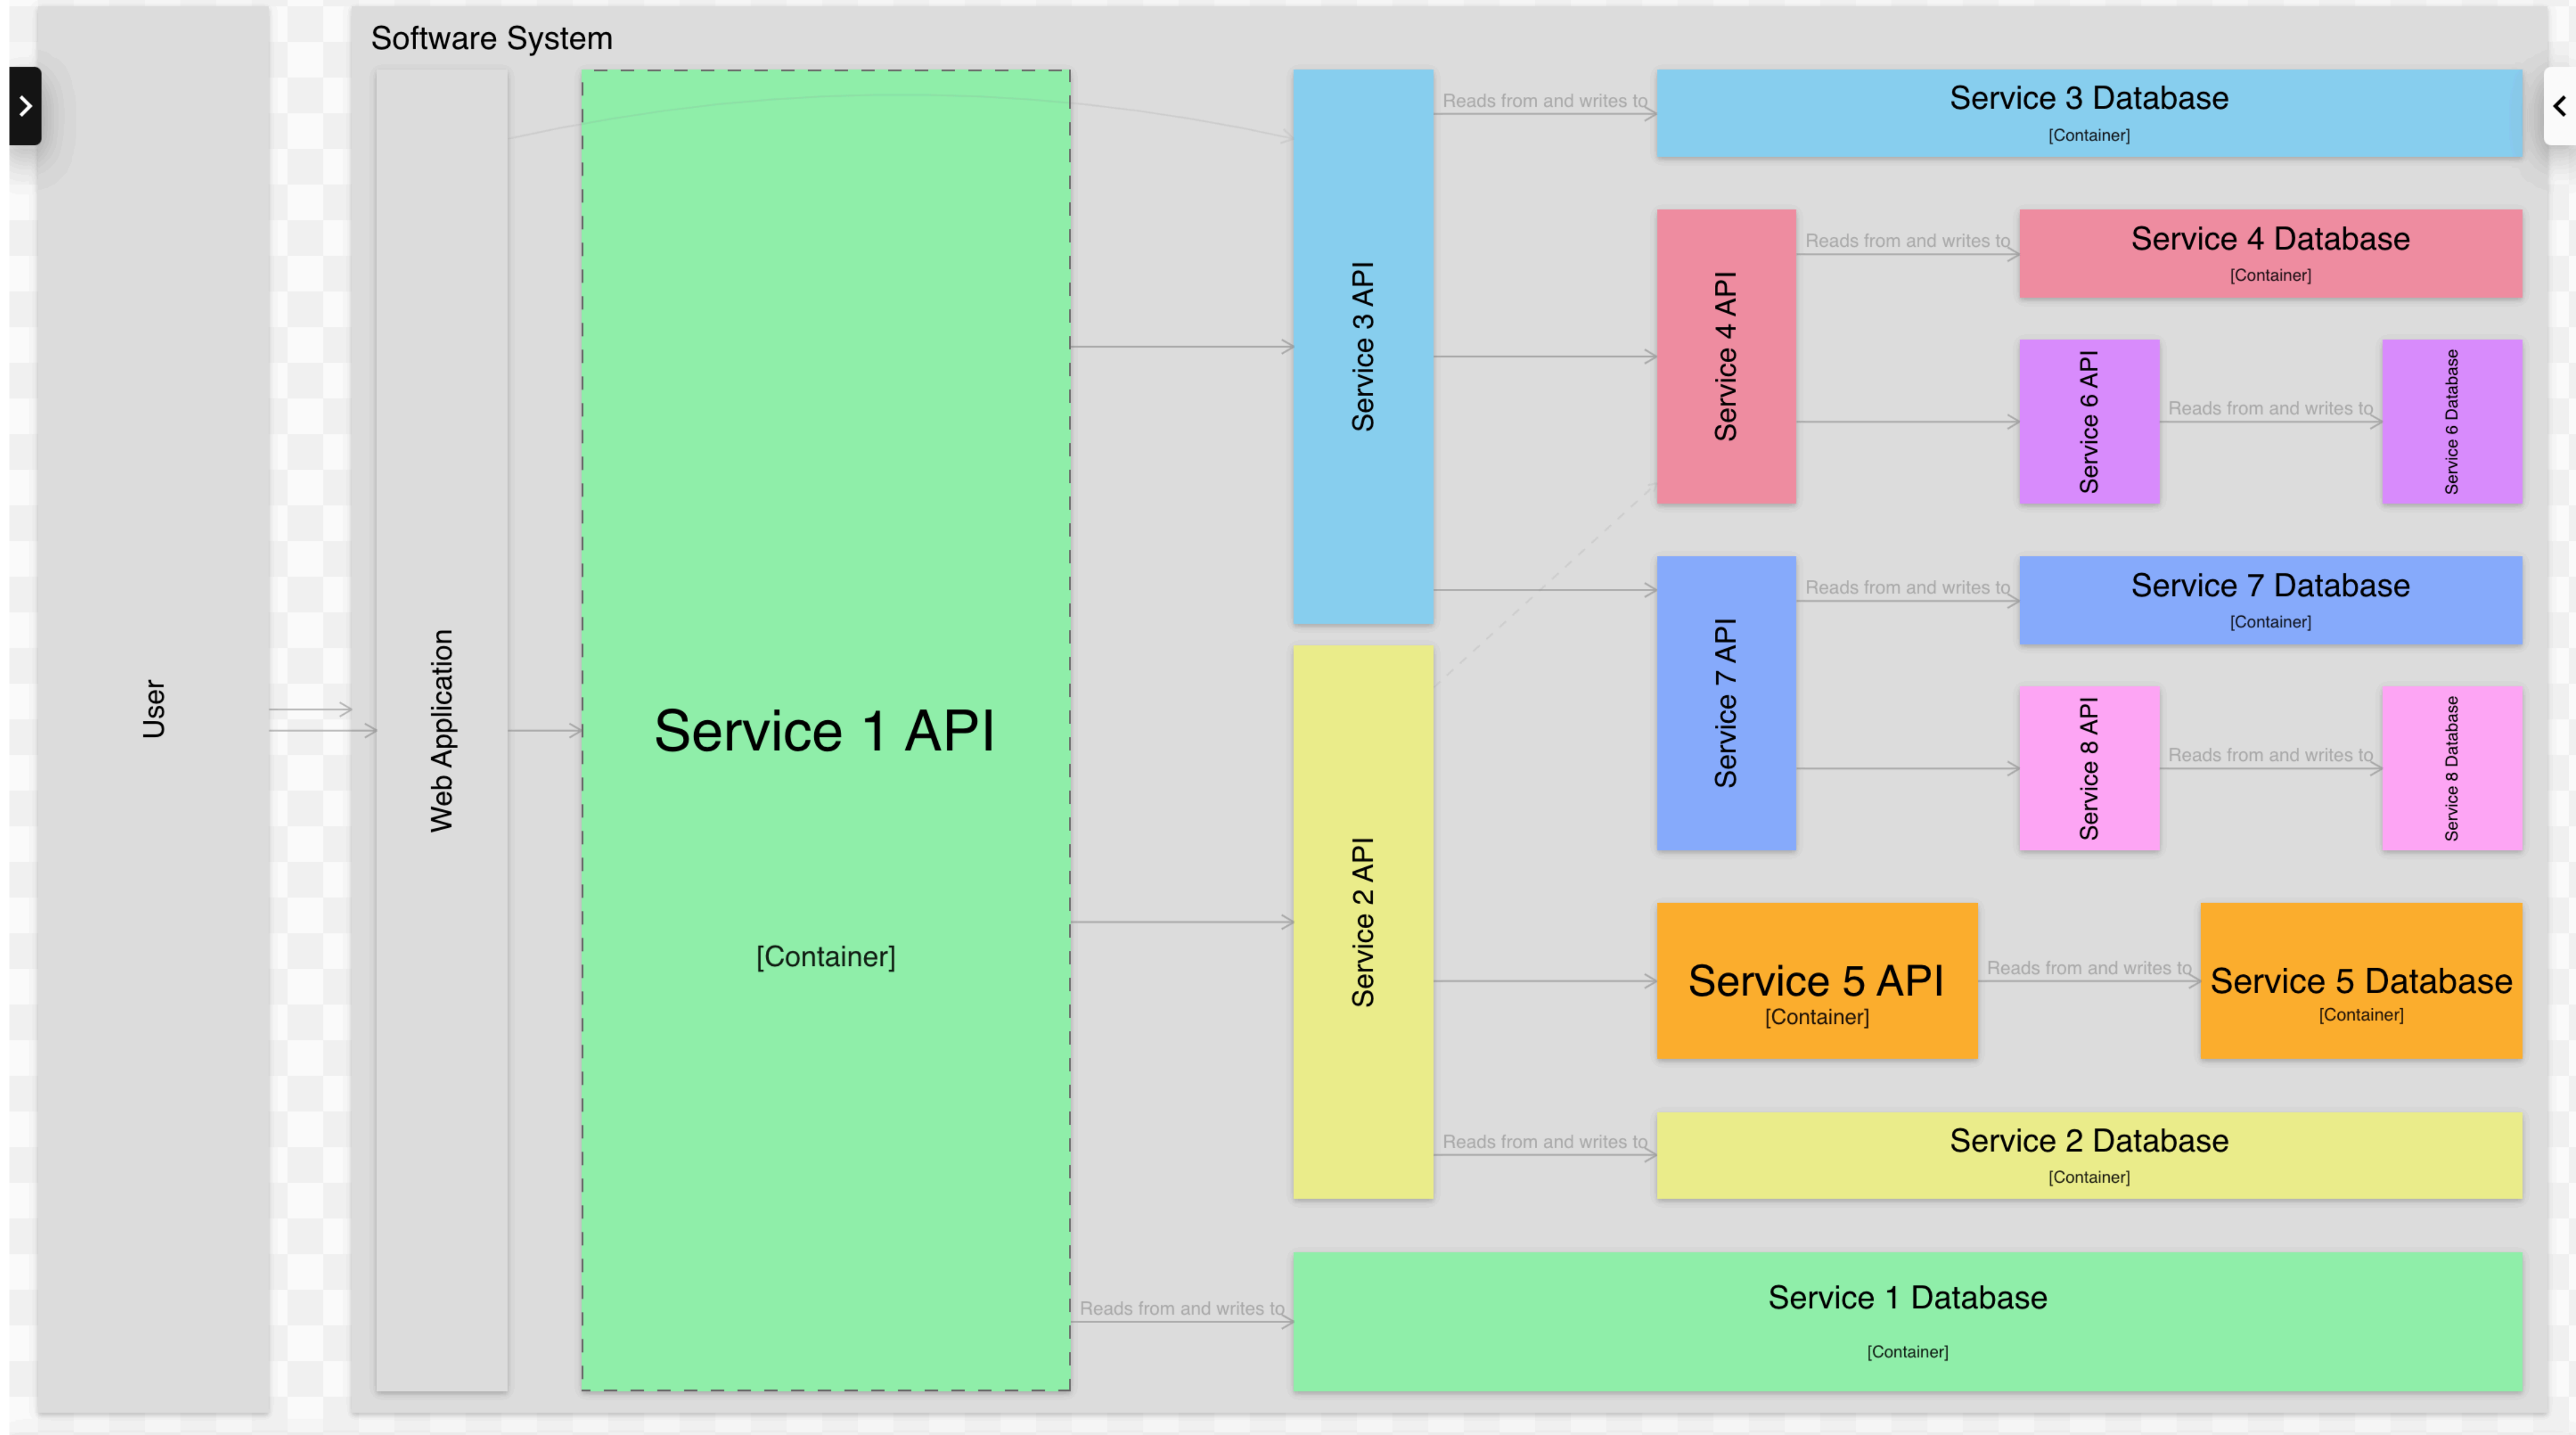 Software System
User
Web Application
Service 1 API
[Container]
Service 3 API
Reads from and writes to
Service 3 Database
[Container]
Service 4 API
Reads from and writes to
Service 4 Database
[Container]
Service 6 API
Reads from and writes to
Service 6 Database
Service 7 API
Reads from and writes to
Service 7 Database
[Container]
Service 8 API
Reads from and writes to
Service 8 Database
Service 2 API
Service 5 API
[Container]
Reads from and writes to
Service 5 Database
[Container]
Reads from and writes to
Service 2 Database
[Container]
Reads from and writes to
Service 1 Database
[Container]